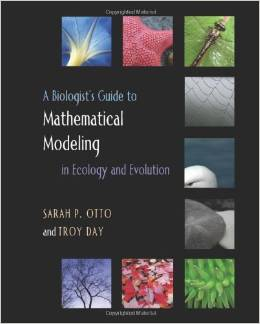 A Biologist's Guide to
Mathematical
Modeling
in Ecology and Evolution
SARAH P. OTTO
and TROY DAY